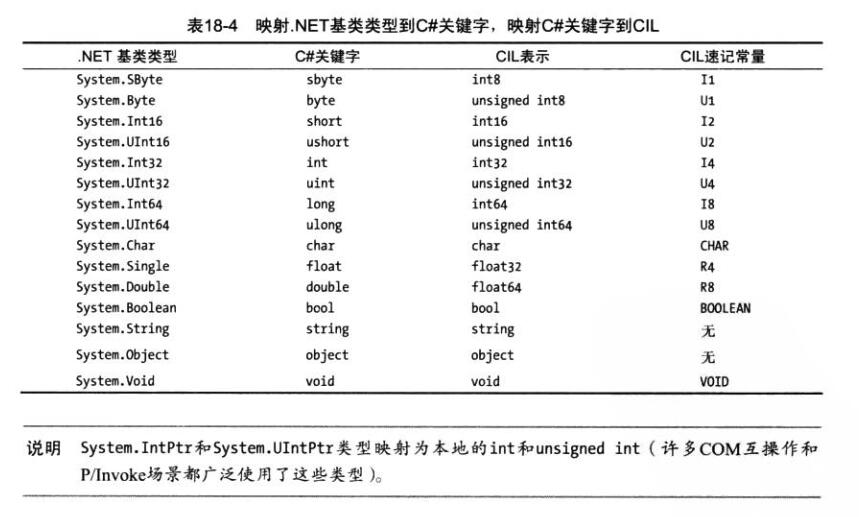 表18-4 映射.NET基类类型到C#关键字，映射C#关键字到CIL
.NET 基类类型 C#关键字 CIL表示 CIL速记常量
System.SByte sbyte int8 I1
System.Byte byte unsigned int8 U1
System.Int16 short int16 I2
System.UInt16 ushort unsigned int16 U2
System.Int32 int int32 I4
System.UInt32 uint unsigned int32 U4
System.Int64 long int64 I8
System.UInt64 ulong unsigned int64 U8
System.Char char char CHAR
System.Single float float32 R4
System.Double double float64 R8
System.Boolean bool bool BOOLEAN
System.String string string 无
System.Object object object 无
System.Void void void VOID
说明 System.IntPtr和System.UIntPtr类型映射为本地的int和unsigned int（许多COM互操作和
P/Invoke场景都广泛使用了这些类型）。